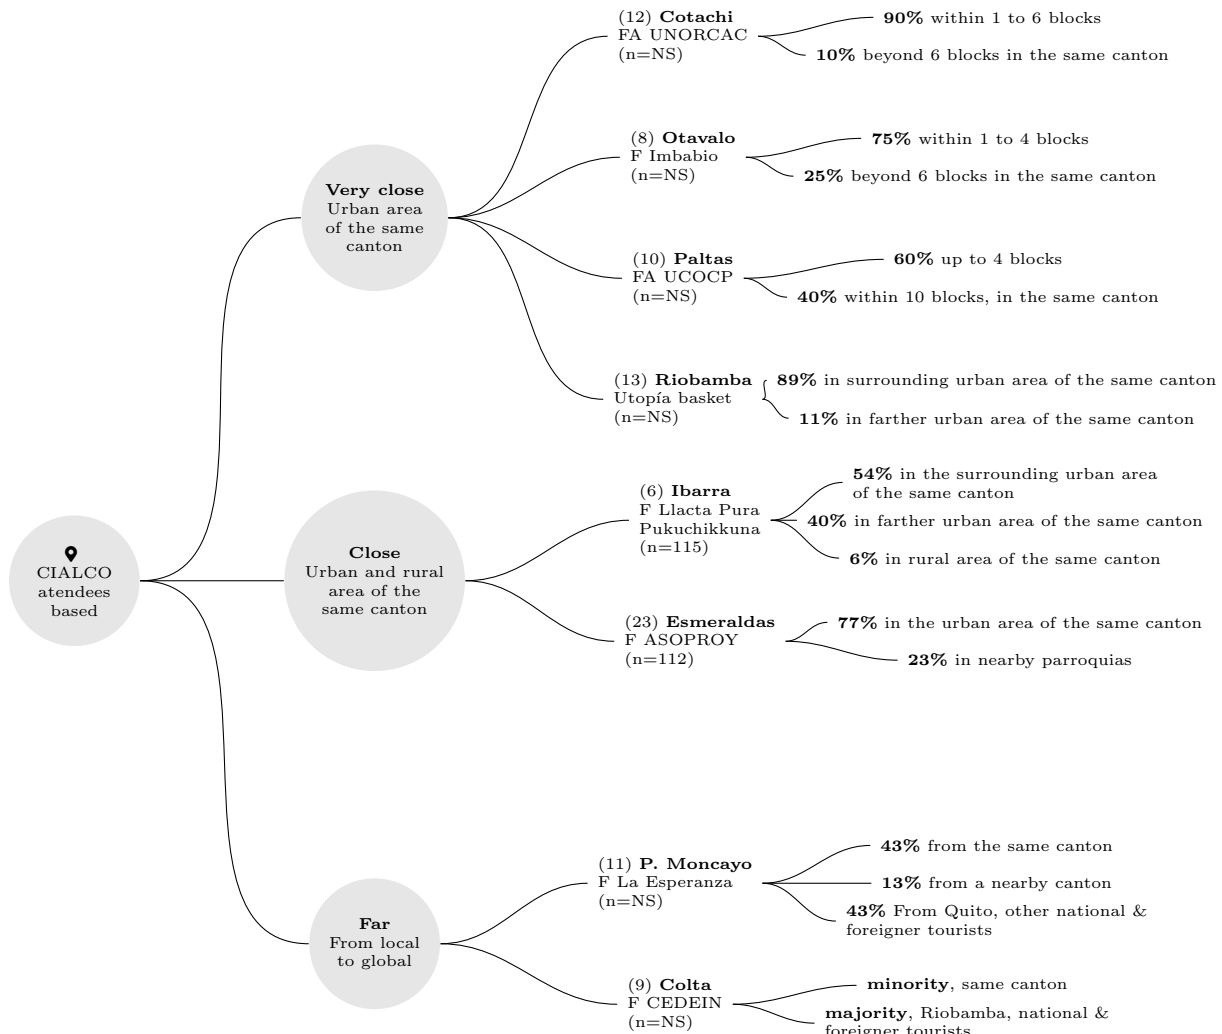 CIALCO
atendees
based
Very close
Urban area
of the same
canton
(12) Cotachi
FA UNORCAC
(n=NS)
90% within 1 to 6 blocks
10% beyond 6 blocks in the same canton
(8) Otavalo
F Imbabio
(n=NS)
75% within 1 to 4 blocks
25% beyond 6 blocks in the same canton
(10) Paltas
FA UCOCP
(n=NS)
60% up to 4 blocks
40% within 10 blocks, in the same canton
(13) Riobamba
Utopía basket
(n=NS)
89% in surrounding urban area of the same canton
11% in farther urban area of the same canton
Close
Urban and rural
area of the
same canton
(6) Ibarra
F Llacta Pura
Pukuchikkuna
(n=115)
54% in the surrounding urban area
of the same canton
40% in farther urban area of the same canton
6% in rural area of the same canton
(23) Esmeraldas
F ASOPROY
(n=112)
77% in the urban area of the same canton
23% in nearby parroquias
Far
From local
to global
(11) P. Moncayo
F La Esperanza
(n=NS)
43% from the same canton
13% from a nearby canton
43% From Quito, other national &
foreigner tourists
(9) Colta
F CEDEIN
(n=NS)
minority, same canton
majority, Riobamba, national &
foreigner tourists